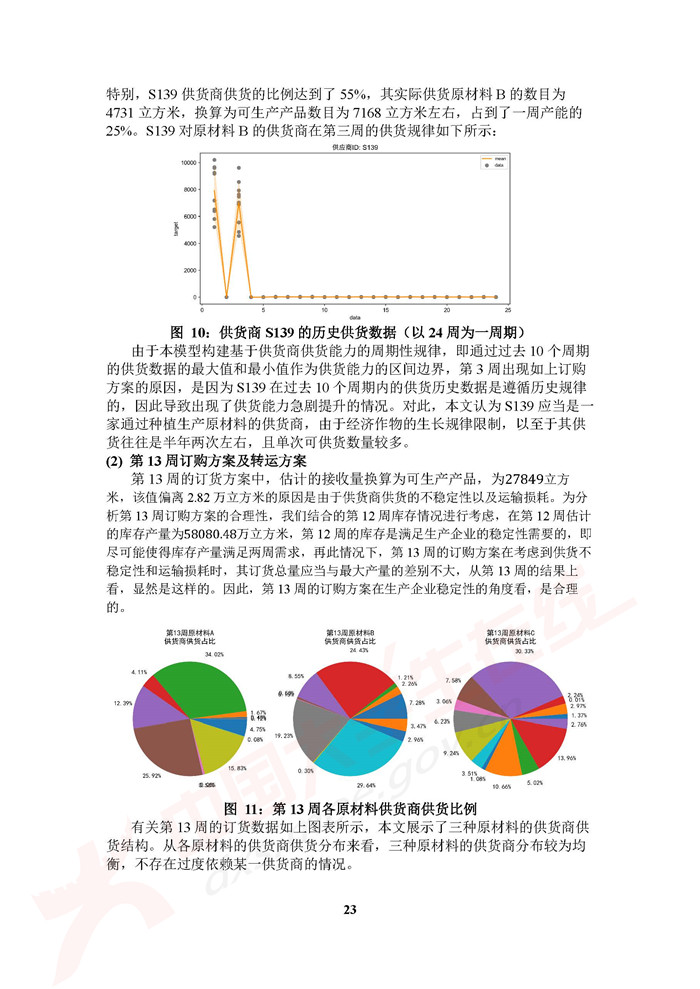 特别，S139 供货商供货的比例达到了 55%，其实际供货原材料 B 的数目为
4731 立方米，换算为可生产产品数目为 7168 立方米左右，占到了一周产能的
25%。S139 对原材料 B 的供货商在第三周的供货规律如下所示：
供应商ID: S139
mean
data
10000
8000
6000
4000
2000
0
target
0 5 10 15 20 25
data
图 10：供货商 S139 的历史供货数据（以 24 周为一周期）
由于本模型构建基于供货商供货能力的周期性规律，即通过过去 10 个周期
的供货数据的最大值和最小值作为供货能力的区间边界，第 3 周出现如上订购
方案的原因，是因为 S139 在过去 10 个周期内的供货历史数据是遵循历史规律
的，因此导致出现了供货能力急剧提升的情况。对此，本文认为 S139 应当是一
家通过种植生产原材料的供货商，由于经济作物的生长规律限制，以至于其供
货往往是半年两次左右，且单次可供货数量较多。
(2) 第 13 周订购方案及转运方案
第 13 周的订货方案中，估计的接收量换算为可生产产品，为27849立方
米，该值偏离 2.82 万立方米的原因是由于供货商供货的不稳定性以及运输损耗。为分
析第 13 周订购方案的合理性，我们结合的第 12 周库存情况进行考虑，在第 12 周估计
的库存产量为58080.48万立方米，第 12 周的库存是满足生产企业的稳定性需要的，即
尽可能使得库存产量满足两周需求，再此情况下，第 13 周的订购方案在考虑到供货不
稳定性和运输损耗时，其订货总量应当与最大产量的差别不大，从第 13 周的结果上
看，显然是这样的。因此，第 13 周的订购方案在生产企业稳定性的角度看，是合理
的。
第13周原材料A
供货商供货占比
34.02%
4.11%
12.39%
25.92%
15.83%
0.08%
4.75%
1.67%
第13周原材料B
供货商供货占比
24.43%
8.55%
19.23%
0.30%
29.64%
2.96%
3.47%
7.28%
2.26%
1.21%
第13周原材料C
供货商供货占比
30.33%
7.58%
3.06%
6.23%
9.24%
3.51%
1.08%
10.66%
5.02%
13.96%
2.76%
1.37%
2.97%
0.01%
2.24%
图 11：第 13 周各原材料供货商供货比例
有关第 13 周的订货数据如上图表所示，本文展示了三种原材料的供货商供
货结构。从各原材料的供货商供货分布来看，三种原材料的供货商分布较为均
衡，不存在过度依赖某一供货商的情况。
23